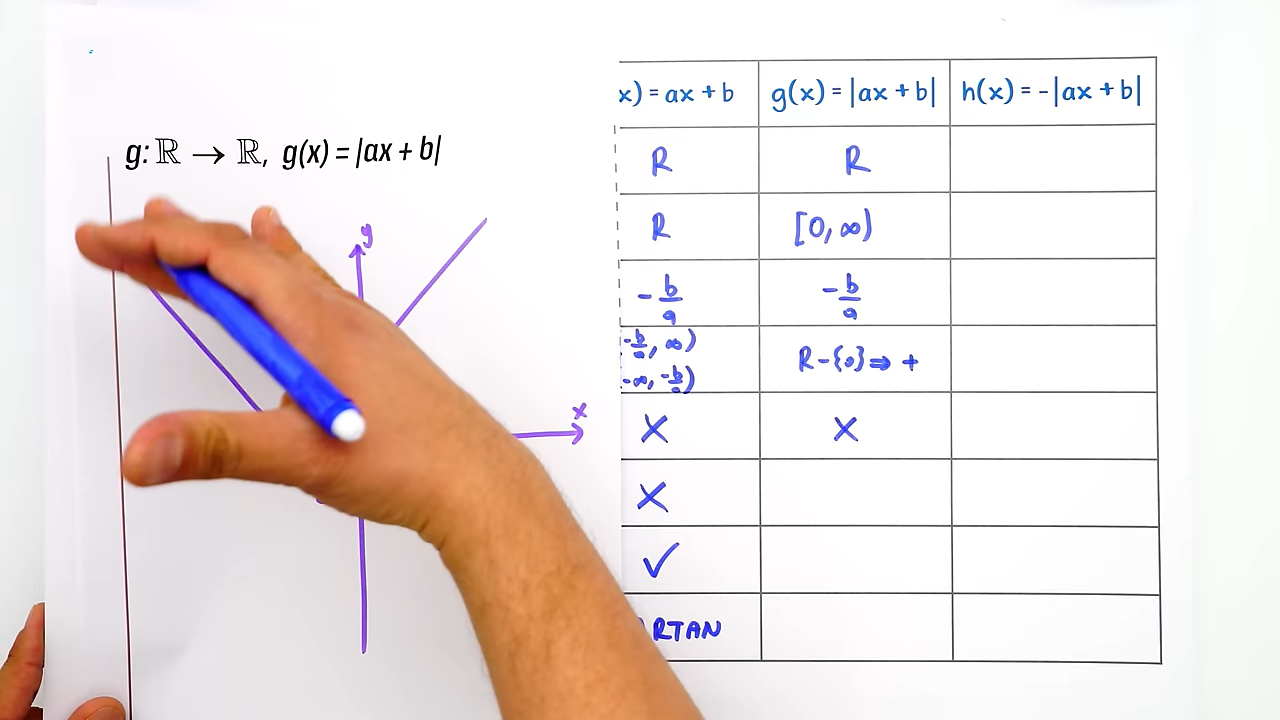 g: ℝ → ℝ, g(x) = |ax + b|
y
x
x) = ax + b g(x) = |ax + b| h(x) = -|ax + b|
R R
R [0, ∞)
-b/a -b/a
-b/a, ∞)
-∞, -b/a) R-{0} ⇒ +
X X
X
✓
RTAN